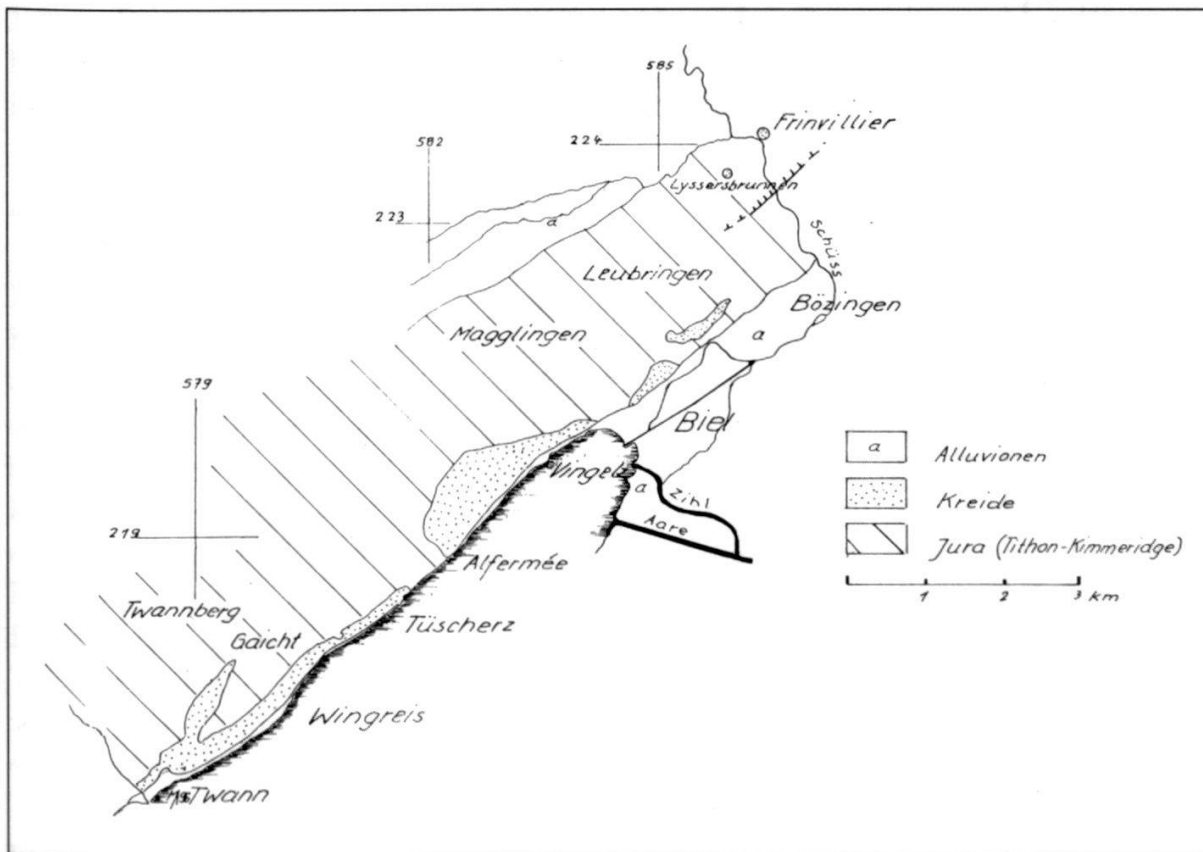 585
Frinvillier
582
224
Lyssersbrunnen
223
a
Schüss
Leubringen
Bözingen
Magglingen
a
579
Biel
a
Alluvionen
Vingelz
a
Zihl
Kreide
Aare
219
Jura (Tithon-Kimmeridge)
Alfermée
1 2 3 km
Twannberg
Tüscherz
Gaicht
Wingreis
Twann